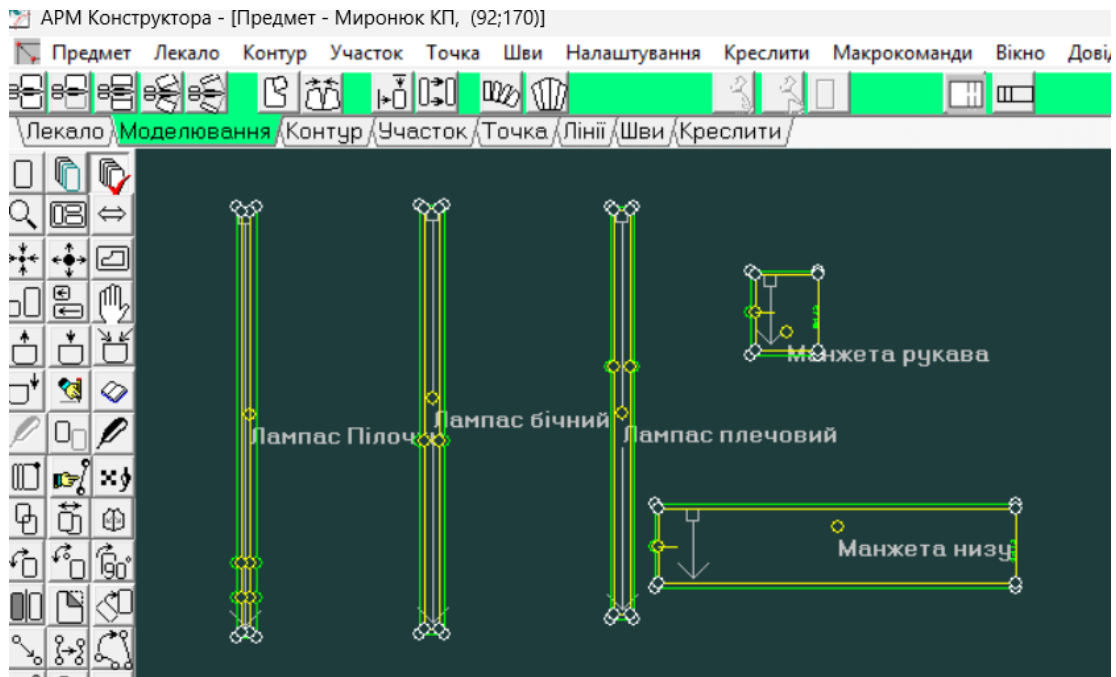 АРМ Конструктора - [Предмет - Миронюк КП, (92;170)]
Предмет Лекало Контур Участок Точка Шви Налаштування Креслити Макрокоманди Вікно
Лекало Моделювання Контур Участок Точка Лінії Шви Креслити
Манжета рукава
Лампас бічний
Лампас Пілоч
Лампас плечовий
Манжета низу
90°